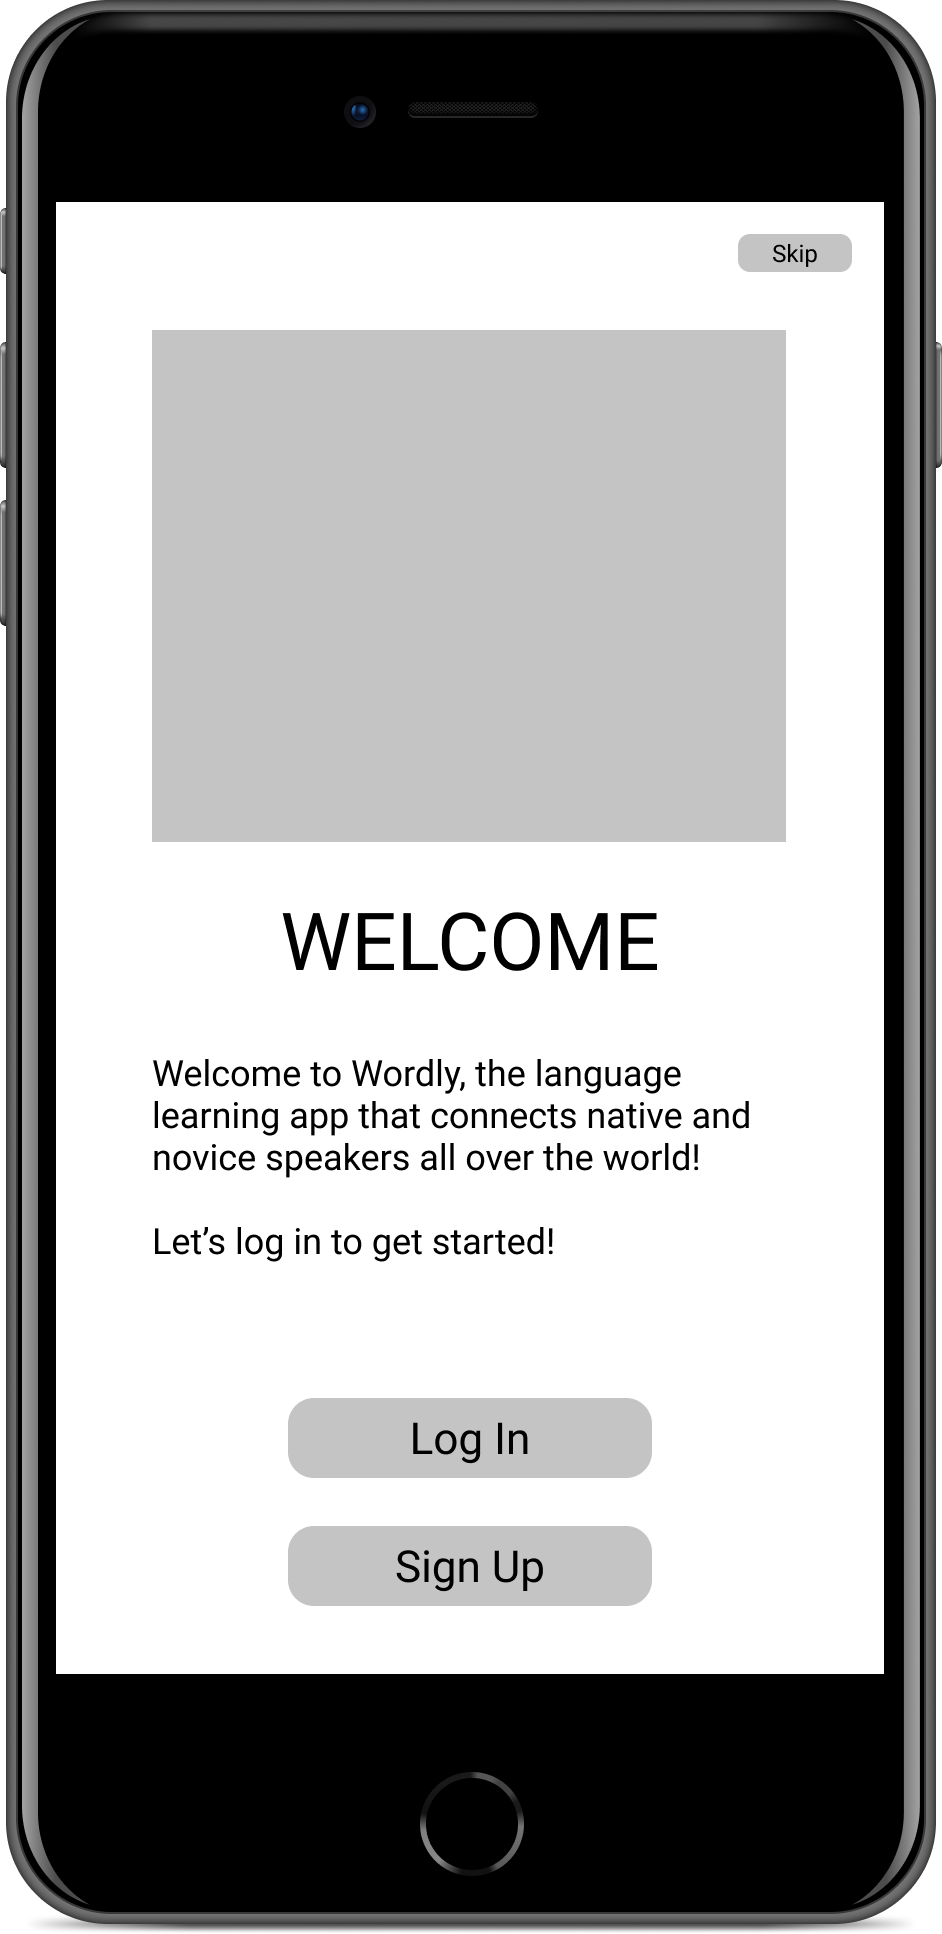 Skip
WELCOME
Welcome to Wordly, the language
learning app that connects native and
novice speakers all over the world!
Let’s log in to get started!
Log In
Sign Up